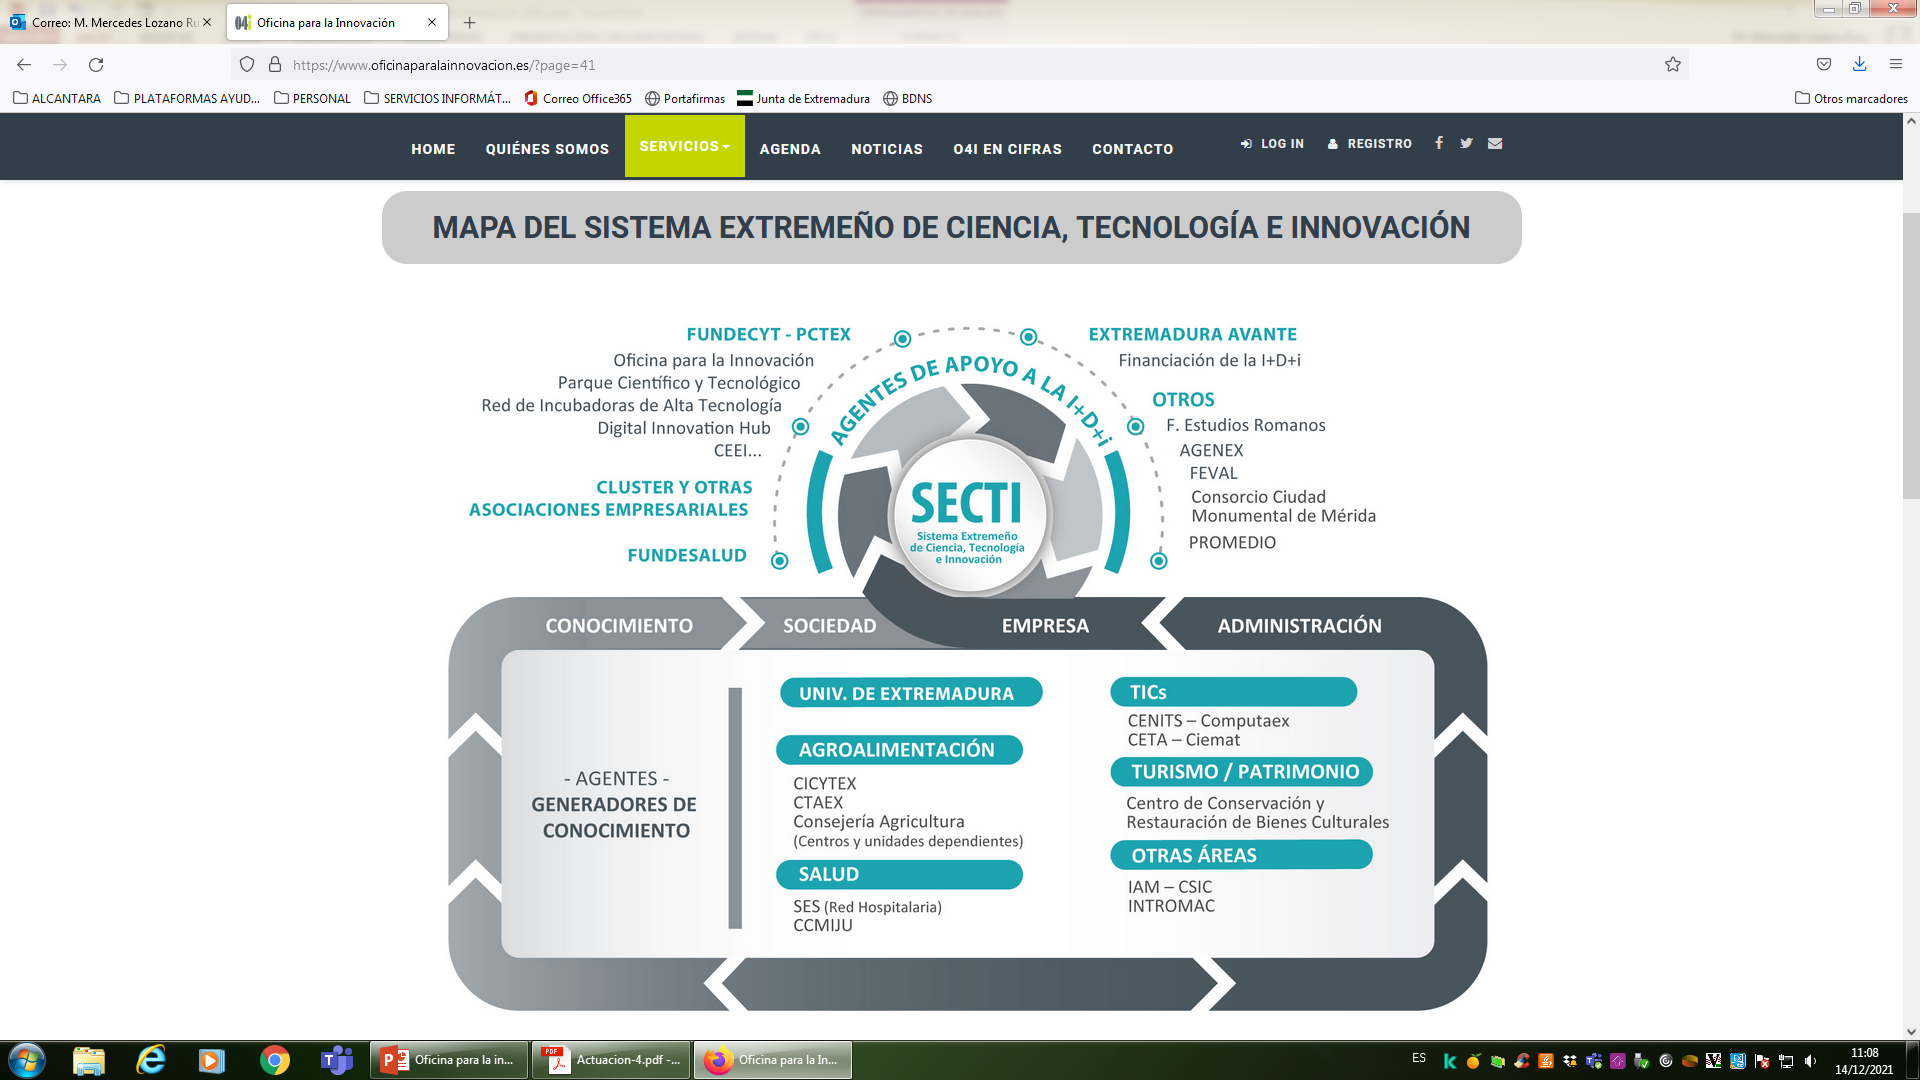 Correo: M. Mercedes Lozano Ru
Oficina para la Innovación
https://www.oficinaparalainnovacion.es/?page=41
ALCANTARA
PLATAFORMAS AYUD...
PERSONAL
SERVICIOS INFORMÁT...
Correo Office365
Portafirmas
Junta de Extremadura
BDNS
Otros marcadores
HOME
QUIÉNES SOMOS
SERVICIOS
AGENDA
NOTICIAS
O4I EN CIFRAS
CONTACTO
LOG IN
REGISTRO
MAPA DEL SISTEMA EXTREMEÑO DE CIENCIA, TECNOLOGÍA E INNOVACIÓN
FUNDECYT - PCTEX
Oficina para la Innovación
Parque Científico y Tecnológico
Red de Incubadoras de Alta Tecnología
Digital Innovation Hub
CEEI...
CLUSTER Y OTRAS
ASOCIACIONES EMPRESARIALES
FUNDESALUD
AGENTES DE APOYO A LA I+D+i
SECTI
Sistema Extremeño
de Ciencia, Tecnología
e Innovación
EXTREMADURA AVANTE
Financiación de la I+D+i
OTROS
F. Estudios Romanos
AGENEX
FEVAL
Consorcio Ciudad
Monumental de Mérida
PROMEDIO
CONOCIMIENTO
SOCIEDAD
EMPRESA
ADMINISTRACIÓN
- AGENTES -
GENERADORES DE
CONOCIMIENTO
UNIV. DE EXTREMADURA
AGROALIMENTACIÓN
CICYTEX
CTAEX
Consejería Agricultura
(Centros y unidades dependientes)
SALUD
SES (Red Hospitalaria)
CCMIJU
TICs
CENITS – Computaex
CETA – Ciemat
TURISMO / PATRIMONIO
Centro de Conservación y
Restauración de Bienes Culturales
OTRAS ÁREAS
IAM – CSIC
INTROMAC
Oficina para la in...
Actuacion-4.pdf -...
Oficina para la In...
ES
11:08
14/12/2021